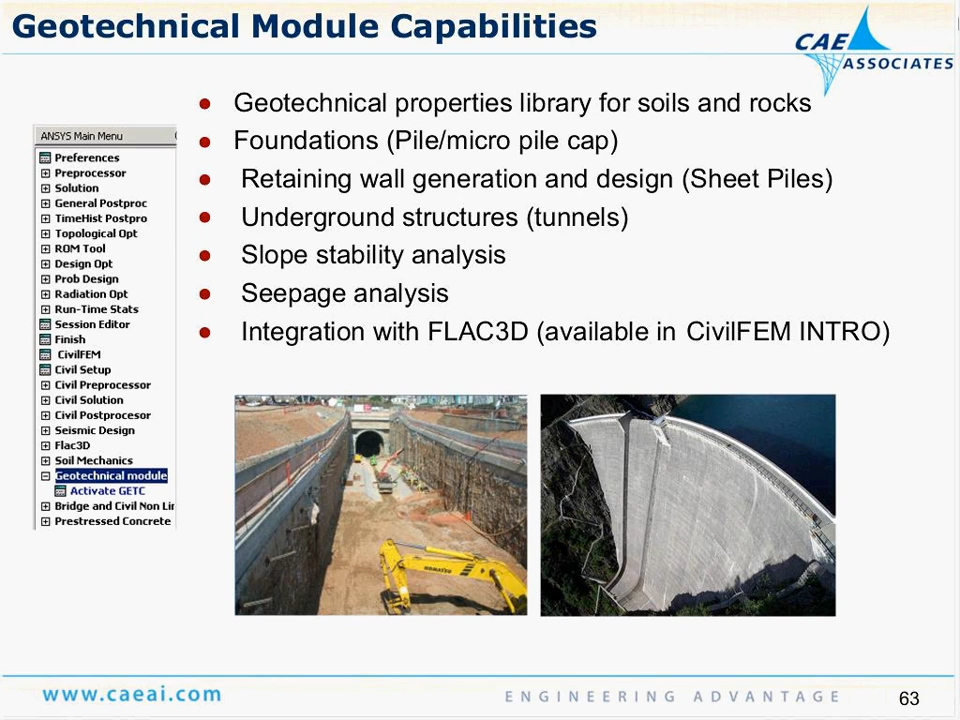 Geotechnical Module Capabilities
CAE
ASSOCIATES
● Geotechnical properties library for soils and rocks
● Foundations (Pile/micro pile cap)
● Retaining wall generation and design (Sheet Piles)
● Underground structures (tunnels)
● Slope stability analysis
● Seepage analysis
● Integration with FLAC3D (available in CivilFEM INTRO)
ANSYS Main Menu
Preferences
Preprocessor
Solution
General Postproc
TimeHist Postpro
Topological Opt
ROM Tool
Design Opt
Prob Design
Radiation Opt
Run-Time Stats
Session Editor
Finish
CivilFEM
Civil Setup
Civil Preprocessor
Civil Solution
Civil Postprocesor
Seismic Design
Flac3D
Soil Mechanics
Geotechnical module
Activate GETC
Bridge and Civil Non Lin
Prestressed Concrete
KOMATSU
www.caeai.com
ENGINEERING ADVANTAGE
63